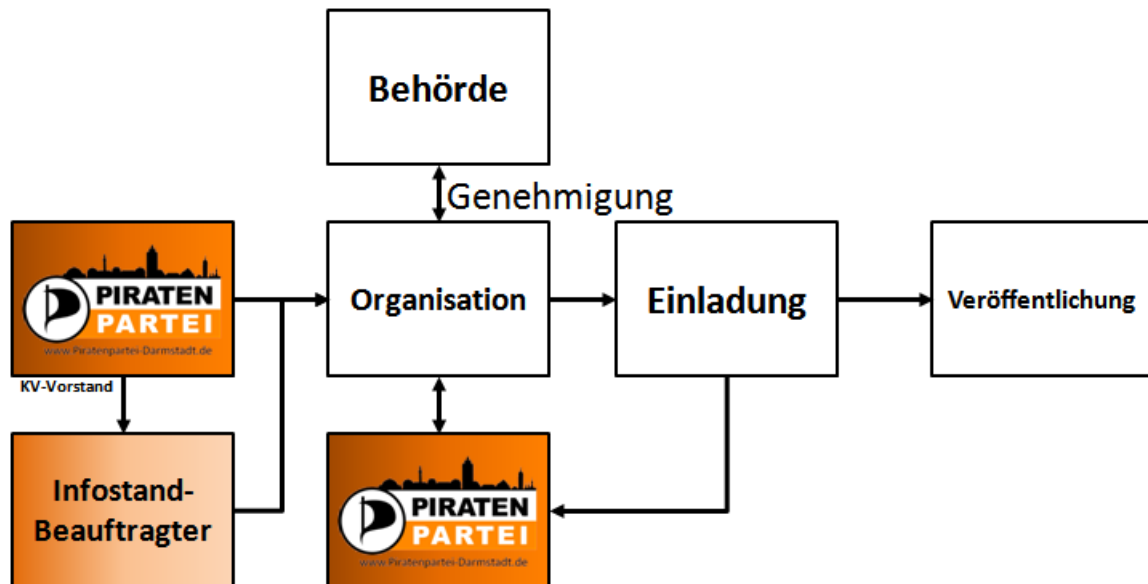 Behörde
Genehmigung
PIRATEN
PARTEI
www.Piratenpartei-Darmstadt.de
KV-Vorstand
Organisation
Einladung
Veröffentlichung
Infostand-
Beauftragter
PIRATEN
PARTEI
www.Piratenpartei-Darmstadt.de